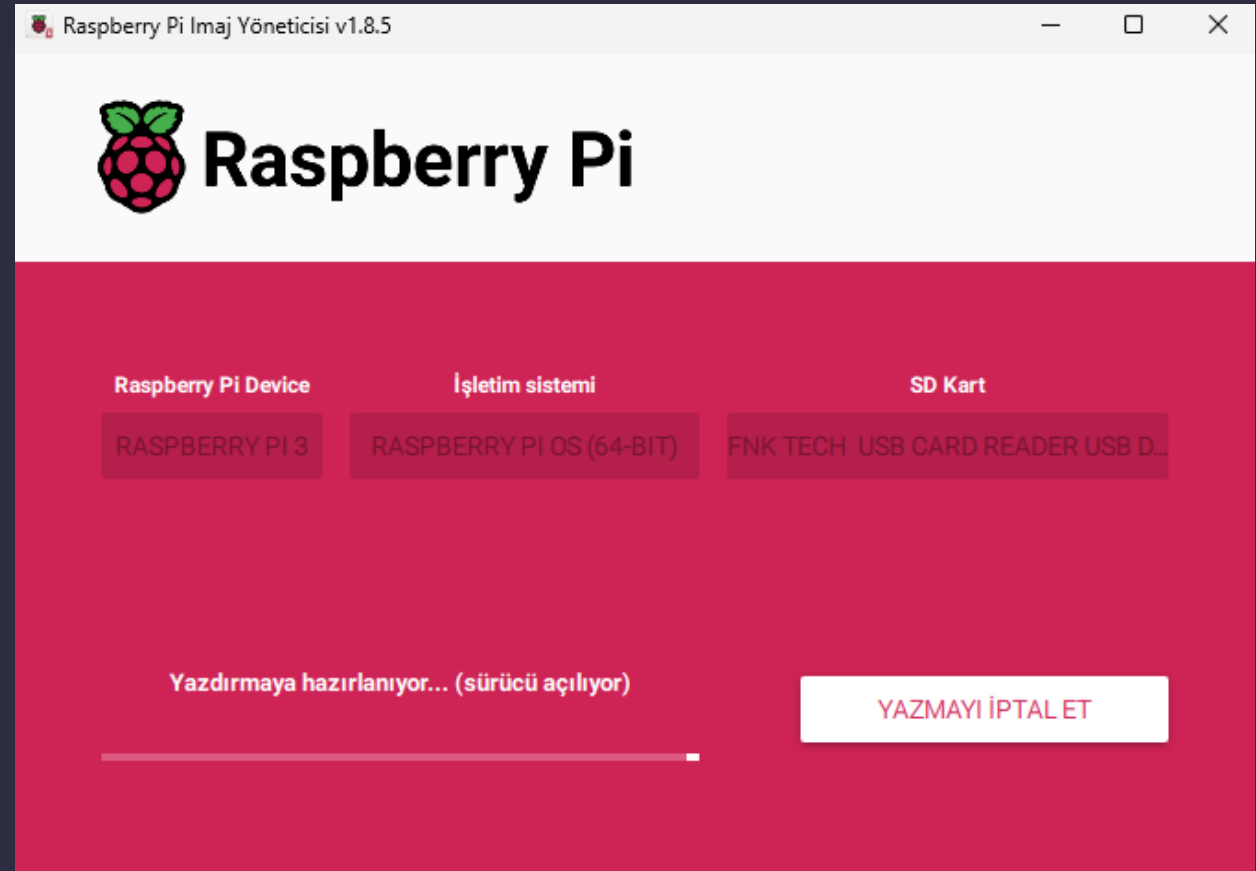 Raspberry Pi Imaj Yöneticisi v1.8.5
Raspberry Pi
Raspberry Pi Device
İşletim sistemi
SD Kart
RASPBERRY PI 3
RASPBERRY PI OS (64-BIT)
FNK TECH  USB CARD READER USB D...
Yazdırmaya hazırlanıyor... (sürücü açılıyor)
YAZMAYI İPTAL ET